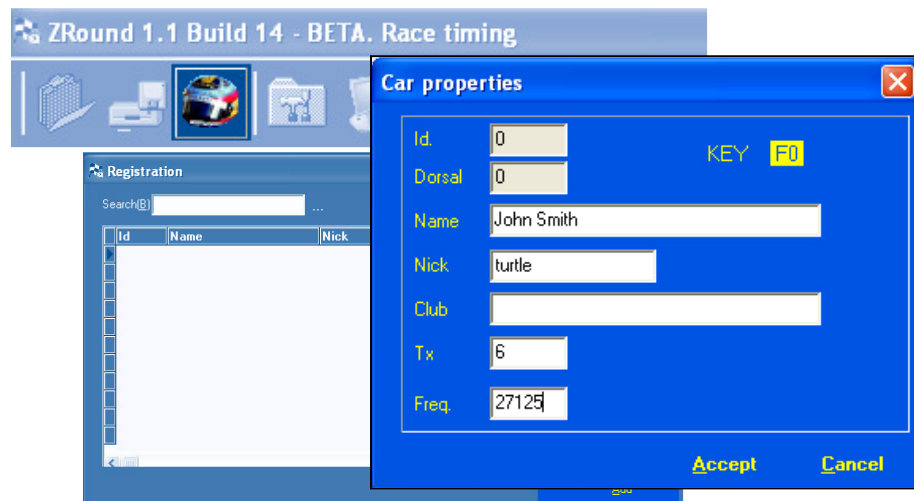 ZRound 1.1 Build 14 - BETA. Race timing
Car properties
Id. 0
KEY F0
Dorsal 0
Name John Smith
Nick turtle
Club
Tx 6
Freq. 27125
Accept Cancel
Registration
Search(B) ...
Id Name Nick
Add